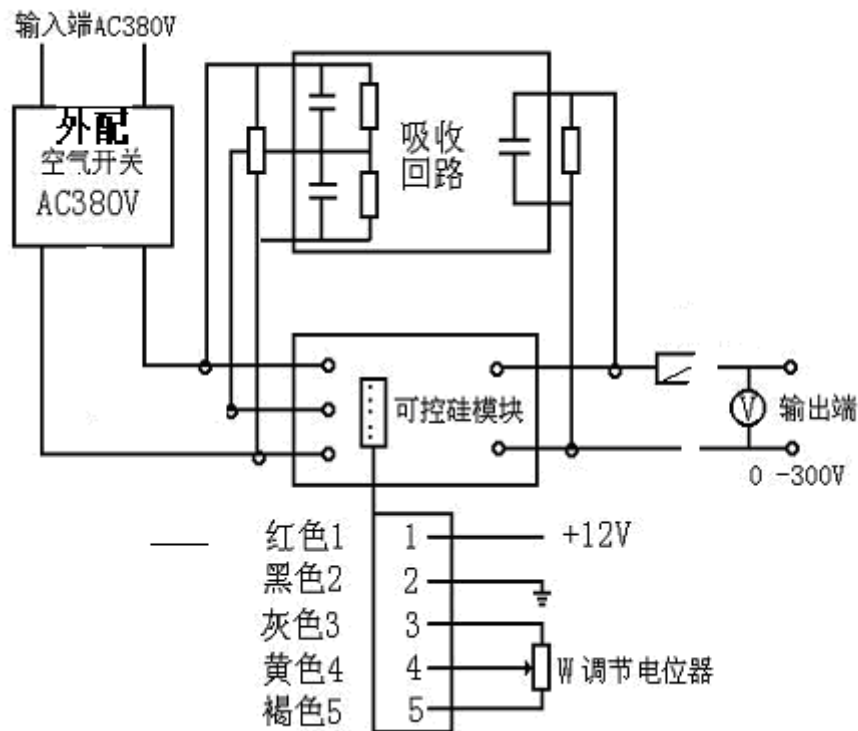 输入端AC380V
外配
空气开关
AC380V
吸收
回路
可控硅模块
V
输出端
0 -300V
红色1 1 +12V
黑色2 2
灰色3 3
黄色4 4 W 调节电位器
褐色5 5